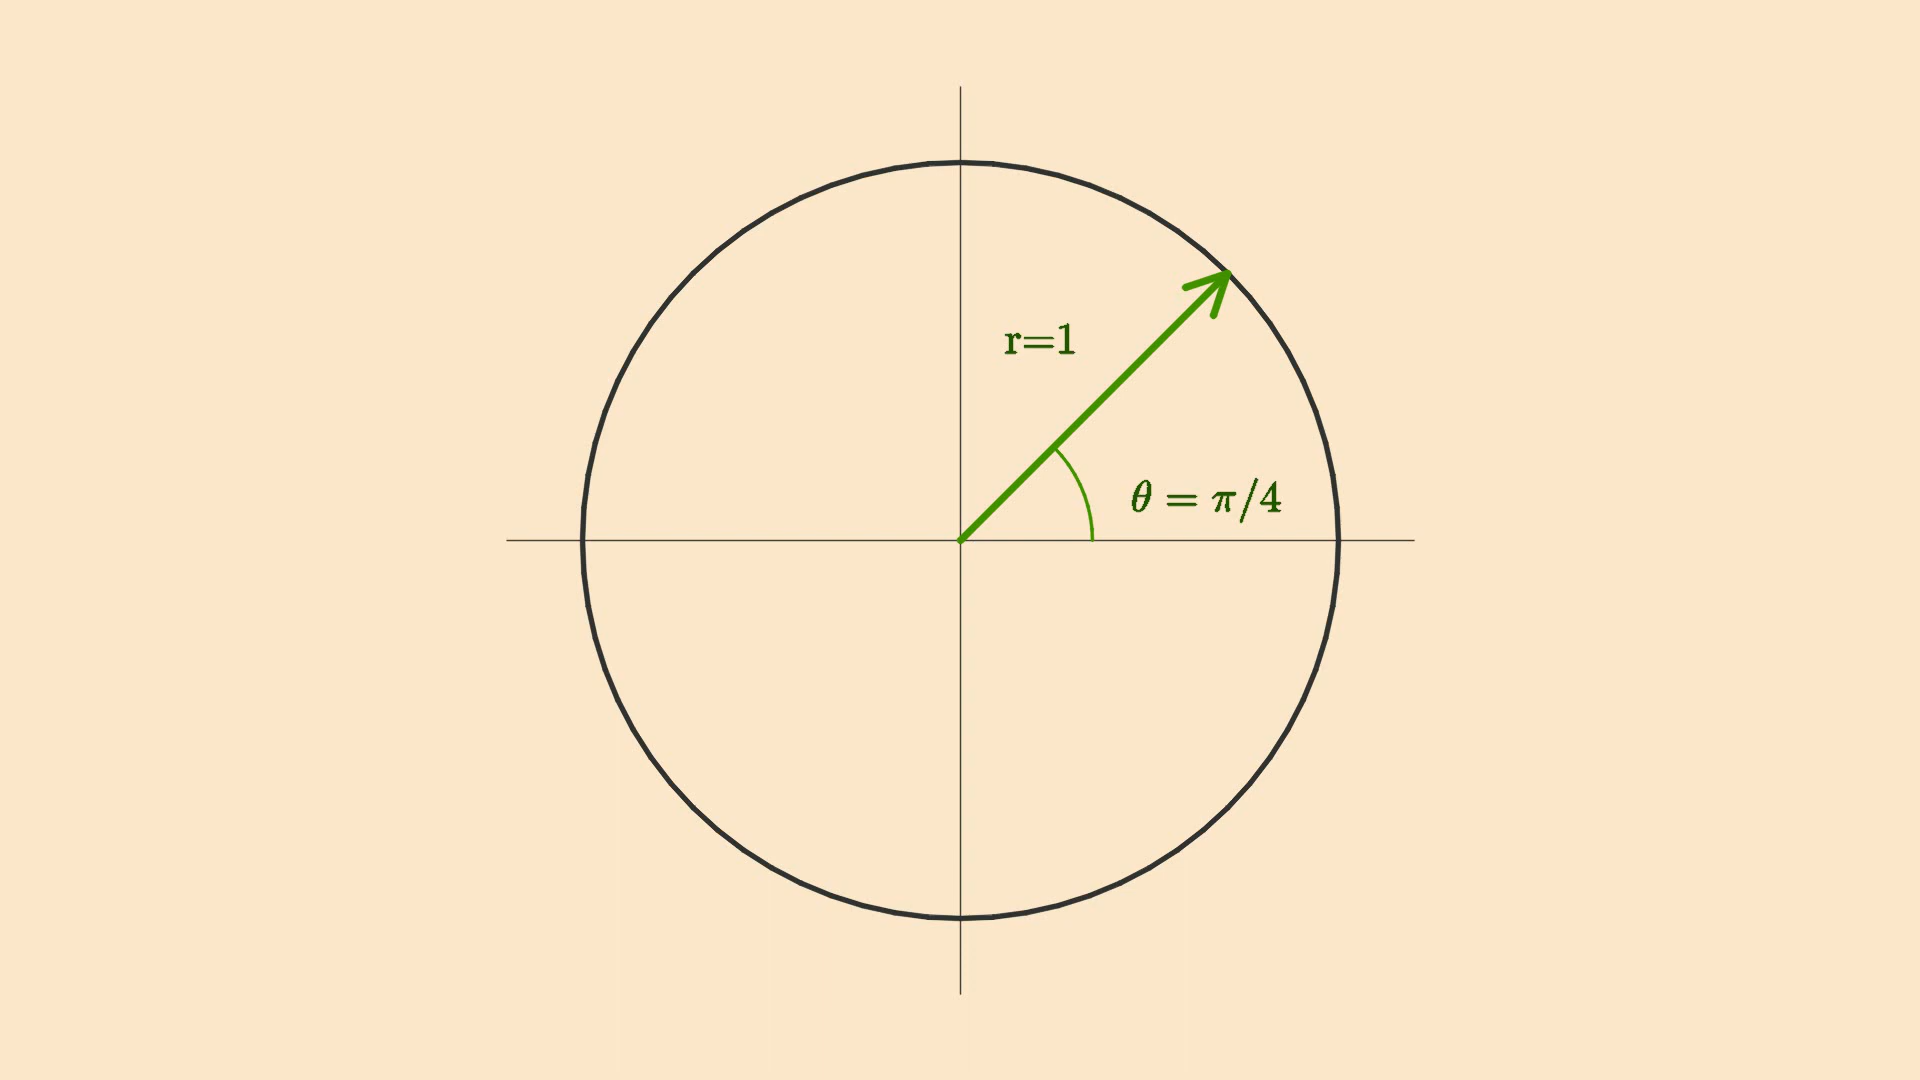 r=1
θ = π/4